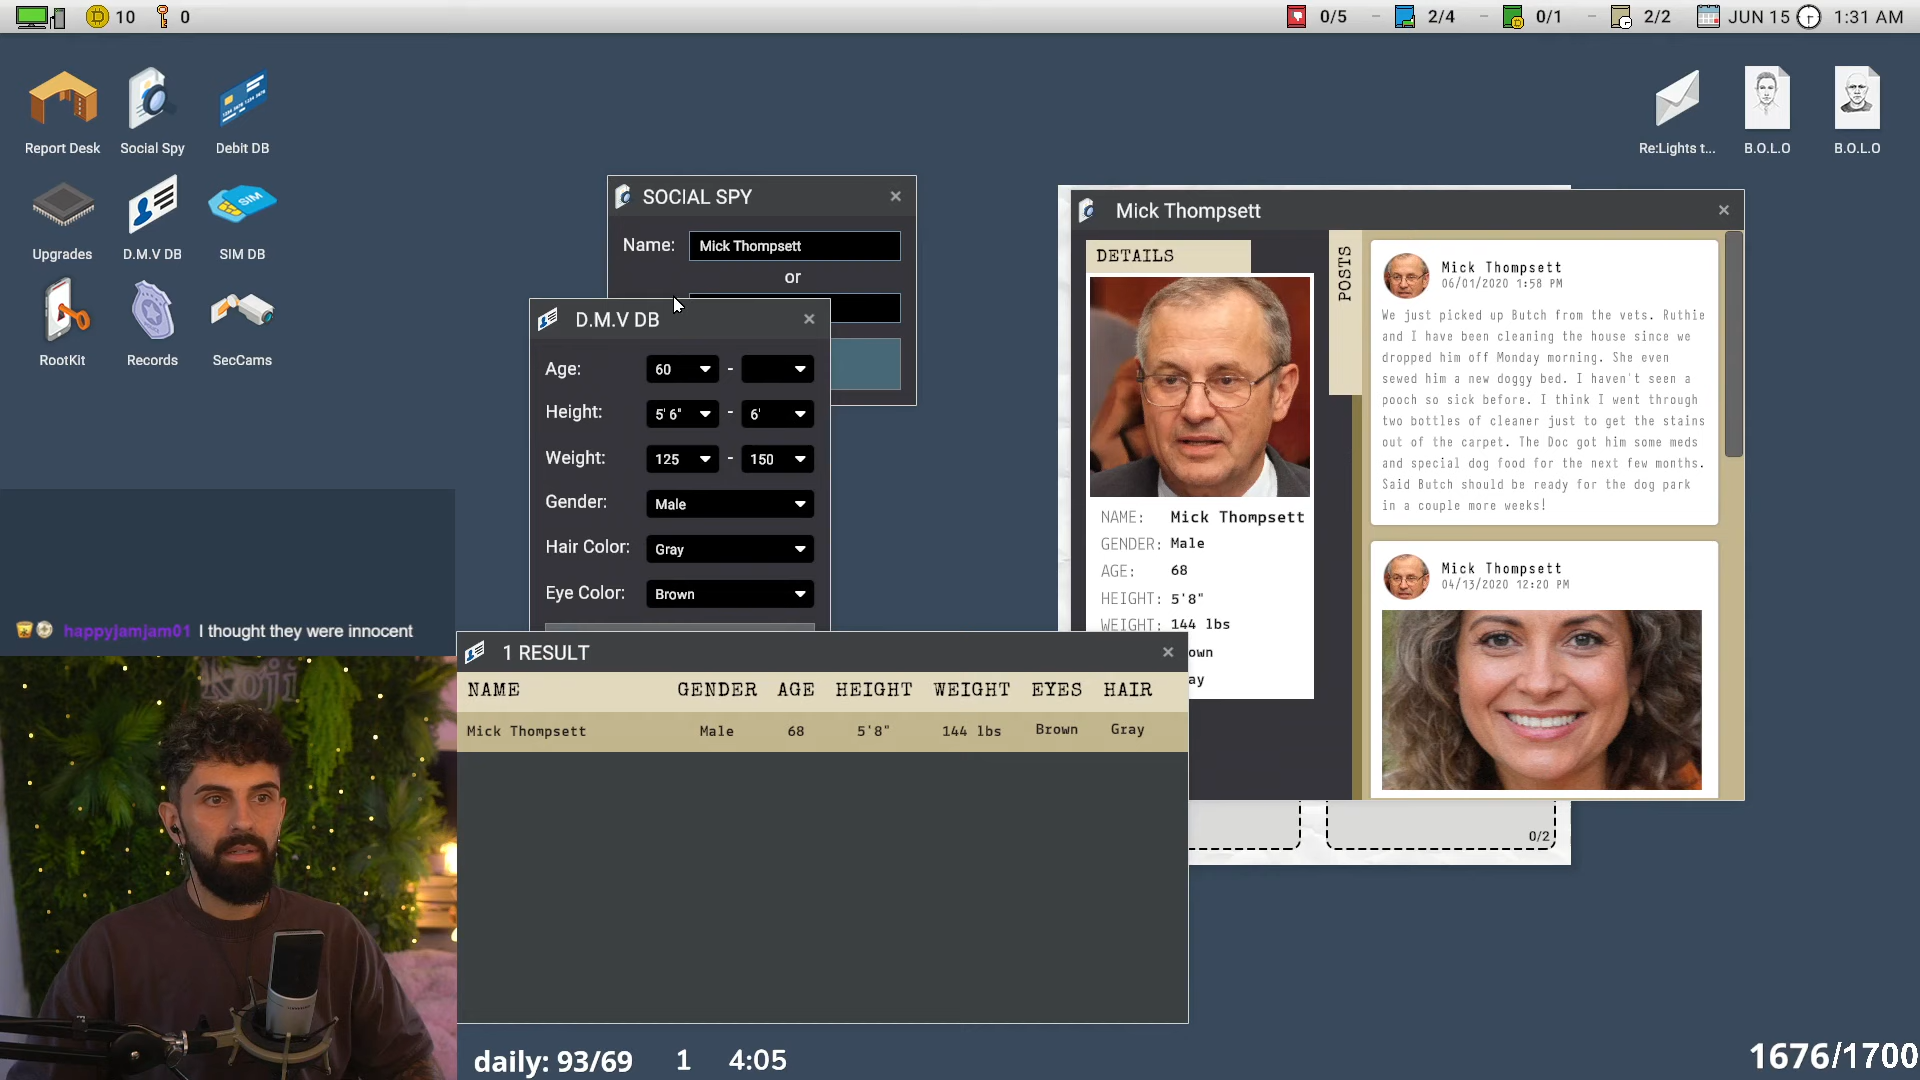 10
0
0/5
2/4
0/1
2/2
JUN 15
1:31 AM
Report Desk
Social Spy
Debit DB
Upgrades
D.M.V DB
SIM DB
RootKit
Records
SecCams
Re:Lights t...
B.O.L.O
B.O.L.O
SOCIAL SPY
Name: Mick Thompsett
or
D.M.V DB
Age: 60 -
Height: 5' 6" - 6'
Weight: 125 - 150
Gender: Male
Hair Color: Gray
Eye Color: Brown
Mick Thompsett
DETAILS
NAME: Mick Thompsett
GENDER: Male
AGE: 68
HEIGHT: 5'8"
WEIGHT: 144 lbs
own
ay
POSTS
Mick Thompsett
06/01/2020 1:58 PM
We just picked up Butch from the vets. Ruthie
and I have been cleaning the house since we
dropped him off Monday morning. She even
sewed him a new doggy bed. I haven't seen a
pooch so sick before. I think I went through
two bottles of cleaner just to get the stains
out of the carpet. The Doc got him some meds
and special dog food for the next few months.
Said Butch should be ready for the dog park
in a couple more weeks!
Mick Thompsett
04/13/2020 12:20 PM
0/2
1 RESULT
NAME GENDER AGE HEIGHT WEIGHT EYES HAIR
Mick Thompsett Male 68 5'8" 144 lbs Brown Gray
happyjamjam01 I thought they were innocent
Koji
daily: 93/69 1 4:05
1676/1700